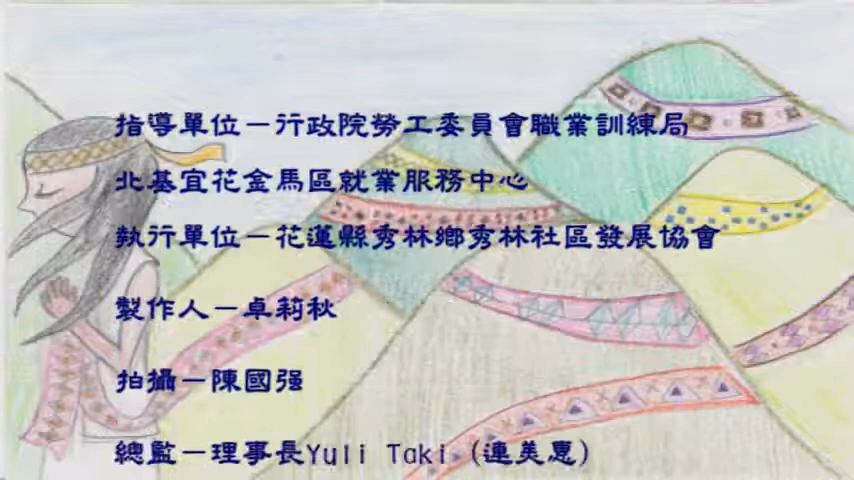 指導單位－行政院勞工委員會職業訓練局
北基宜花金馬區就業服務中心
執行單位－花蓮縣秀林鄉秀林社區發展協會
製作人－卓莉秋
拍攝－陳國强
總監－理事長Yuli Taki (連美惠)